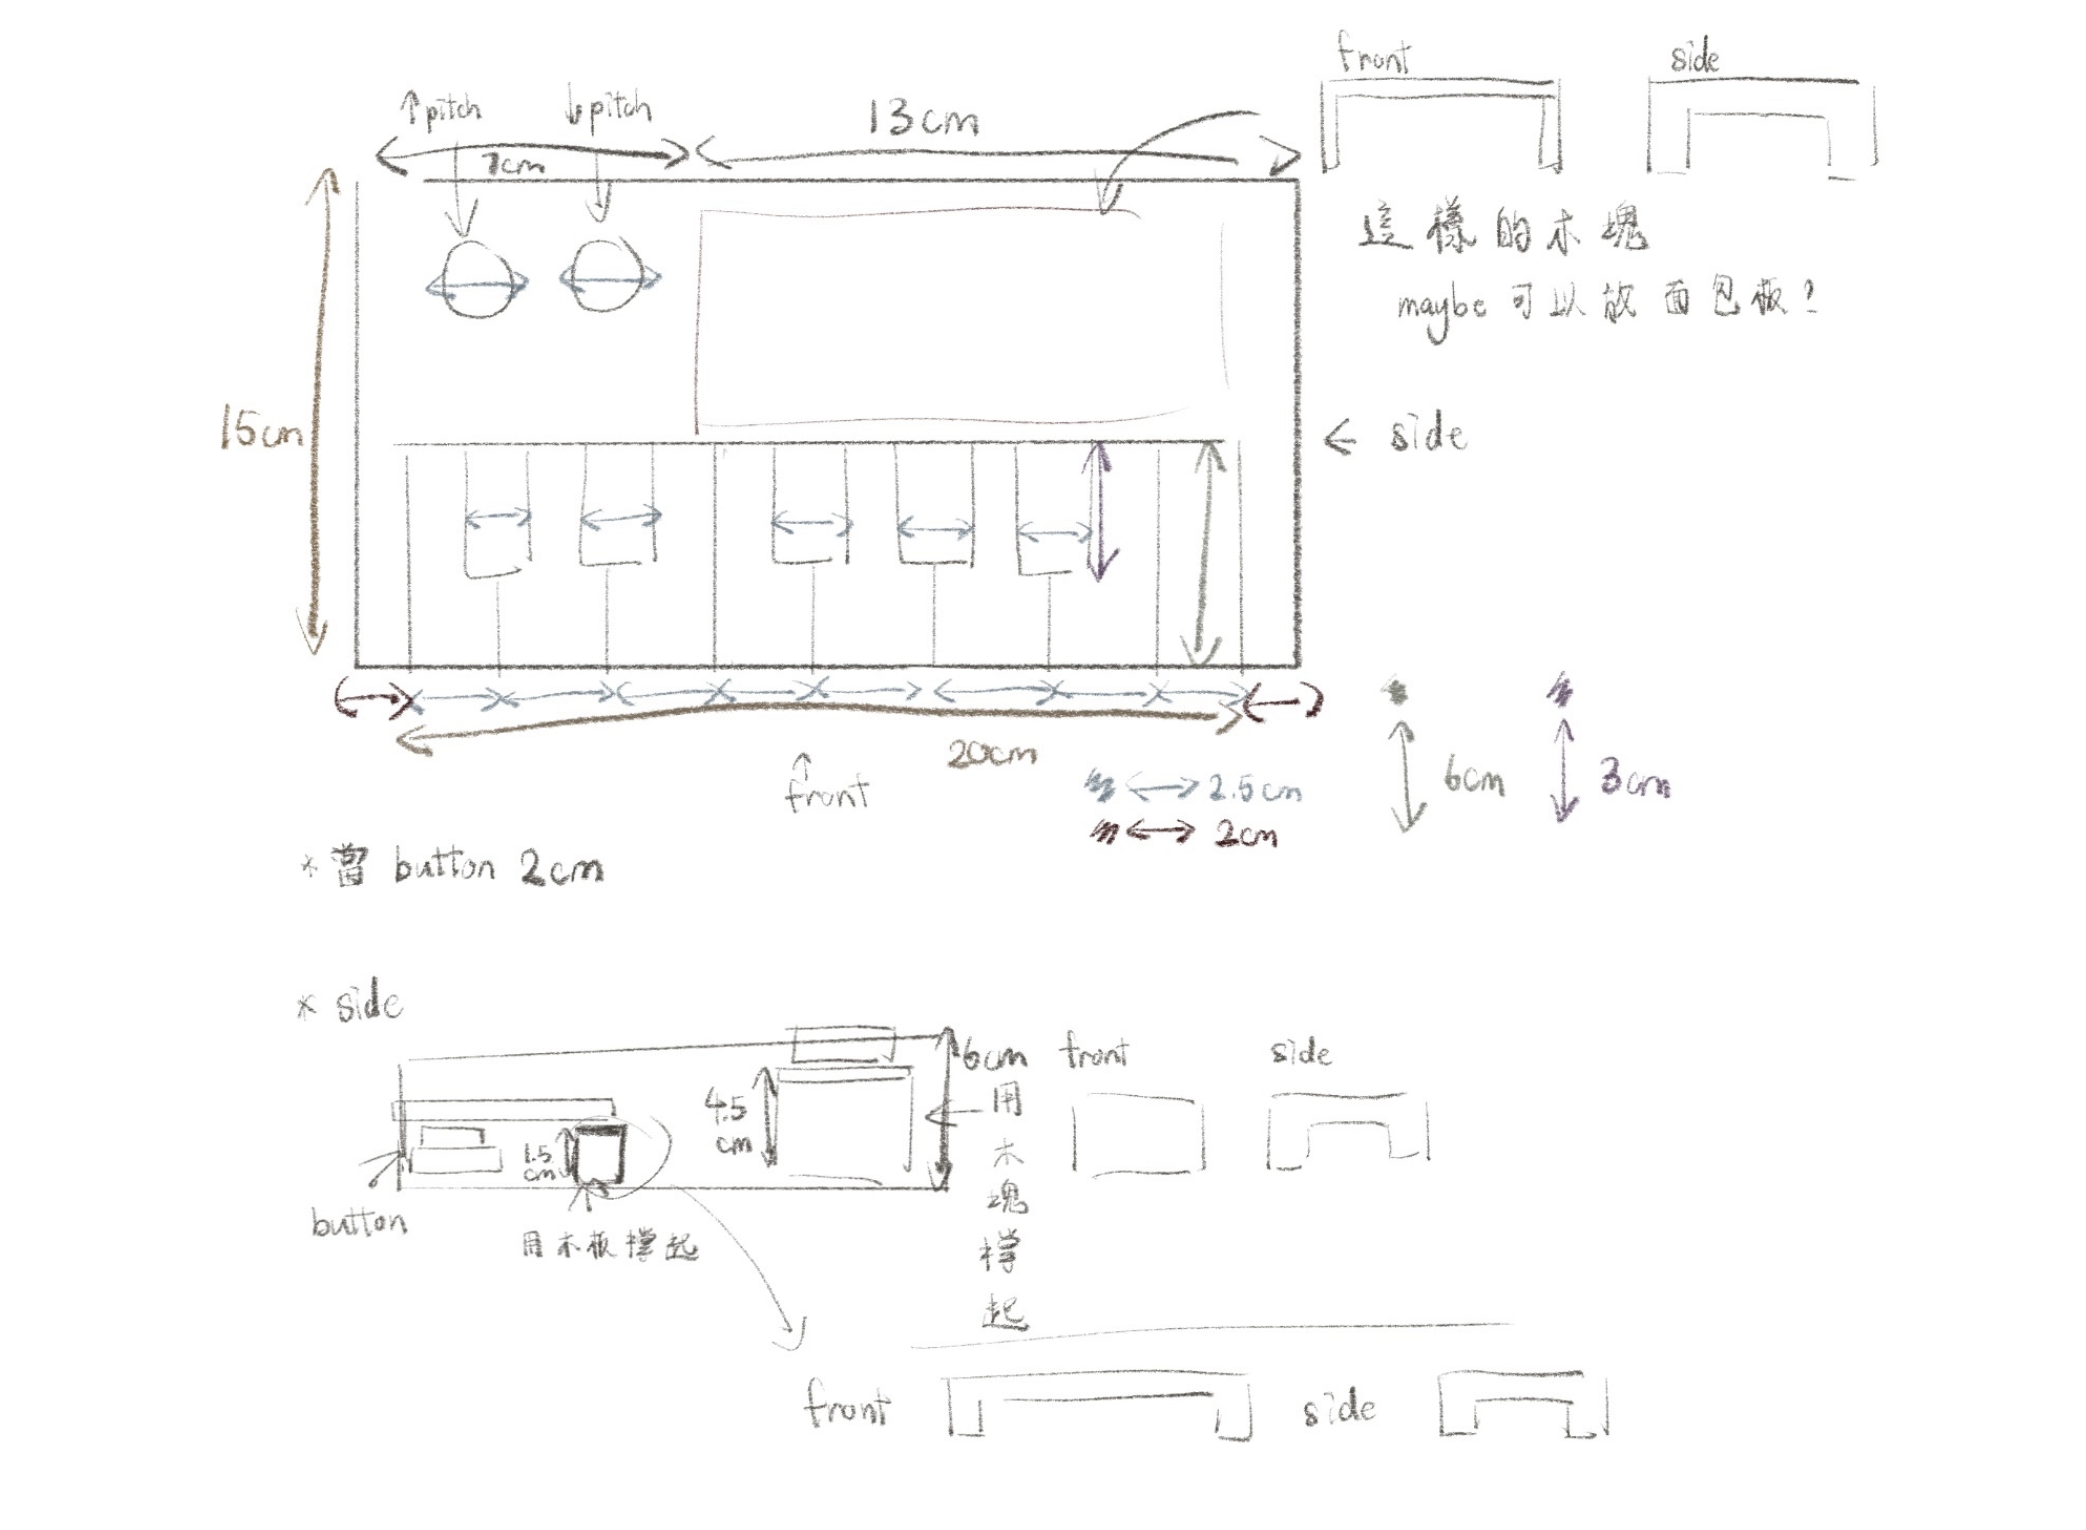 ↑pitch
↓pitch
7cm
13cm
front
side
這樣的木塊
maybe 可以放面包板?
15cm
← side
20cm
↑
front
2.5cm
2cm
6cm
3cm
* 當 button 2cm
* side
6cm
4.5
cm
1.5
cm
button
用木板撐起
用
木
塊
撐
起
front
side
front
side